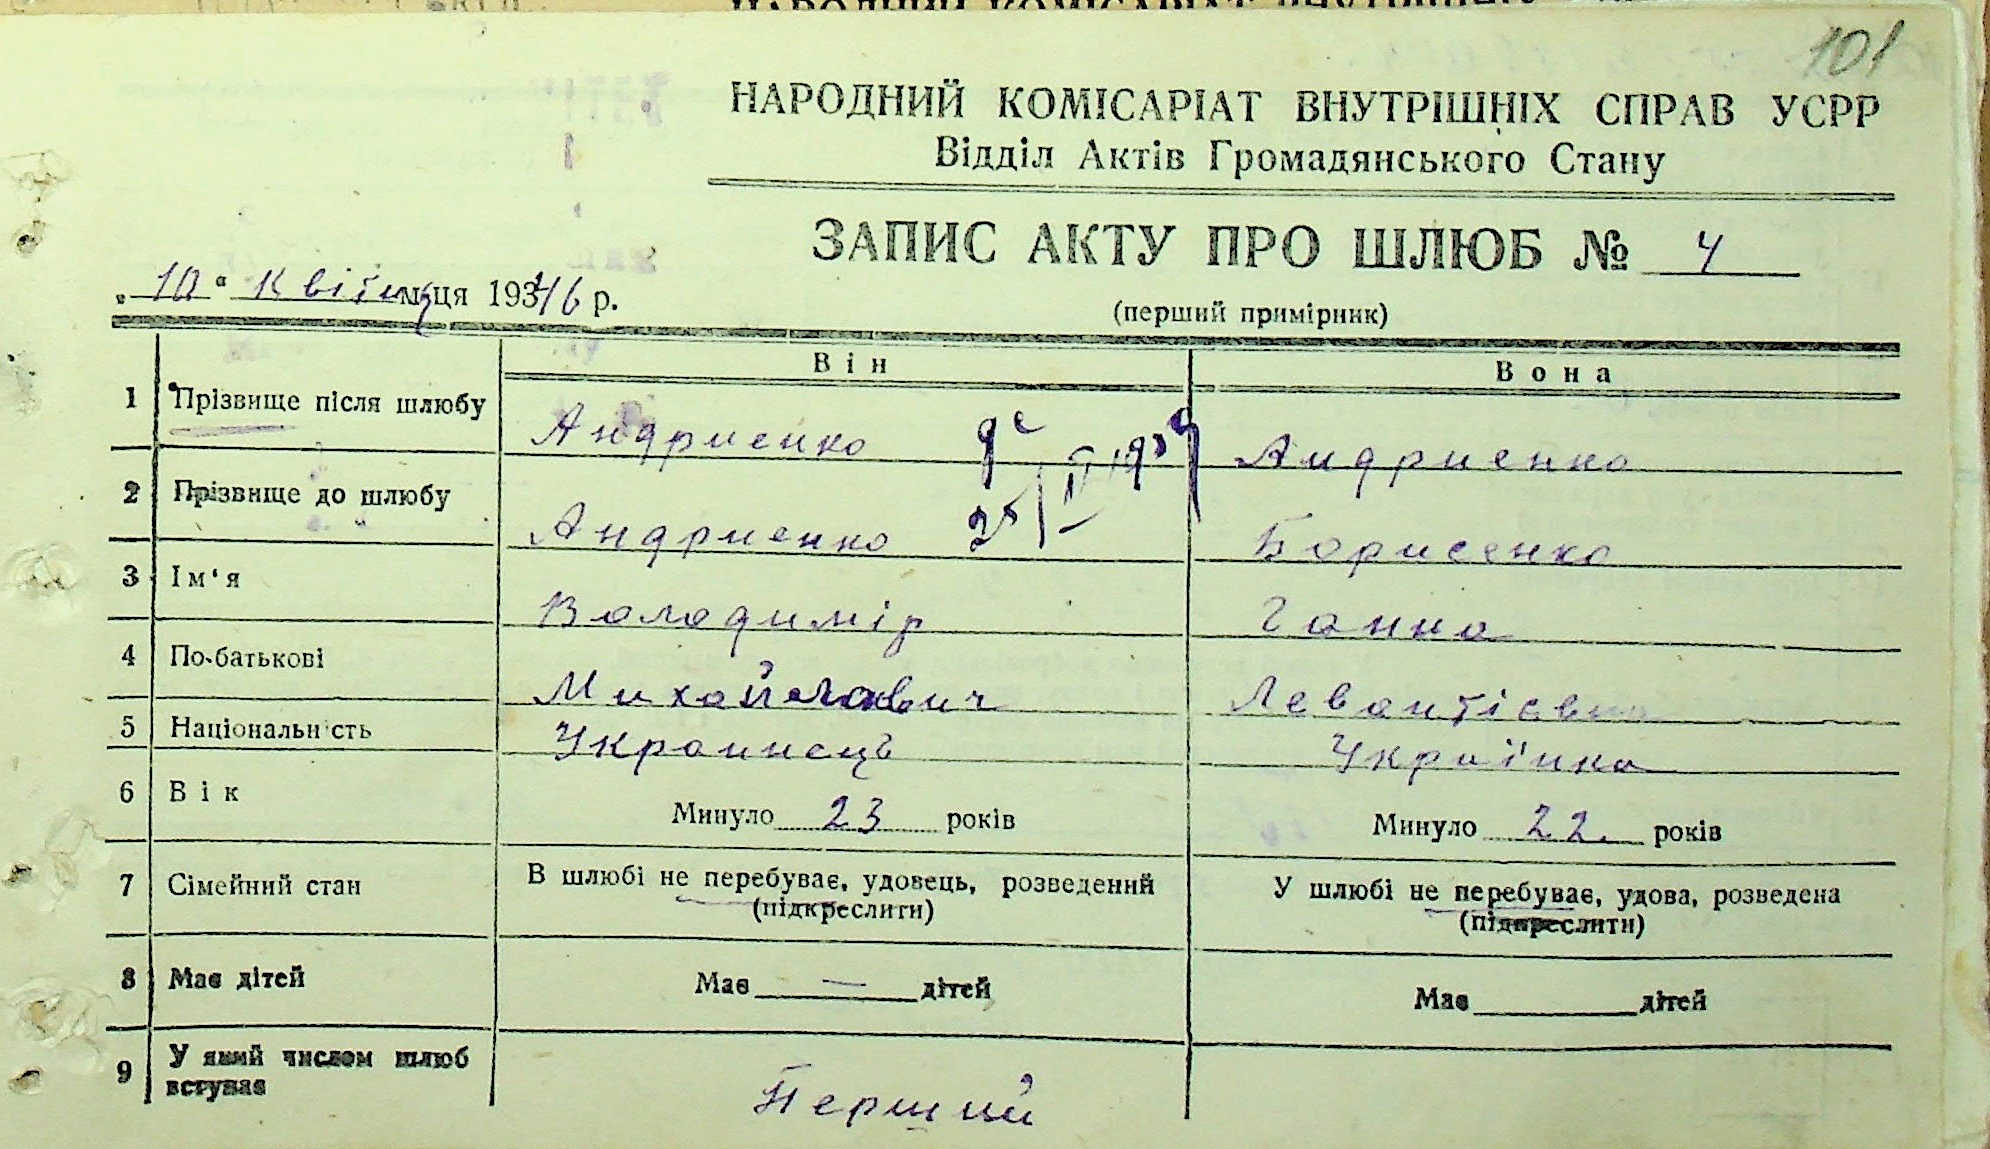 101
НАРОДНИЙ КОМІСАРІАТ ВНУТРІШНІХ СПРАВ УСРР
Відділ Актів Громадянського Стану
ЗАПИС АКТУ ПРО ШЛЮБ № 4
„10“ Квітня м-ця 1936 р.
(перший примірник)
Він
Вона
1 Прізвище після шлюбу Андриенко Андриенко
2 Прізвище до шлюбу Андриенко Борисенко
3 Ім'я Володимір Ганна
4 По-батькові Михайлович Левантієвна
5 Національність Украинець Українка
6 Вік Минуло 23 років Минуло 22. років
7 Сімейний стан В шлюбі не перебуває, удовець, розведений У шлюбі не перебуває, удова, розведена
(підкреслити) (підкреслити)
8 Має дітей Має — дітей Має дітей
9 У який числом шлюб Перший
вступає